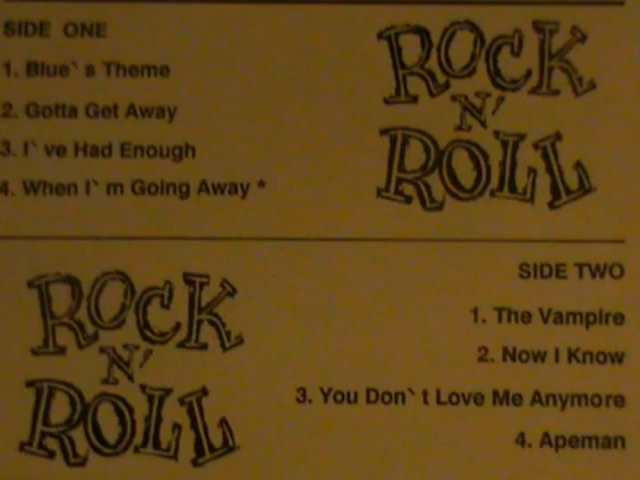 SIDE ONE
1. Blue` s Theme
2. Gotta Get Away
3. I` ve Had Enough
4. When I` m Going Away *
ROCK
N'
ROLL
ROCK
N'
ROLL
SIDE TWO
1. The Vampire
2. Now I Know
3. You Don` t Love Me Anymore
4. Apeman